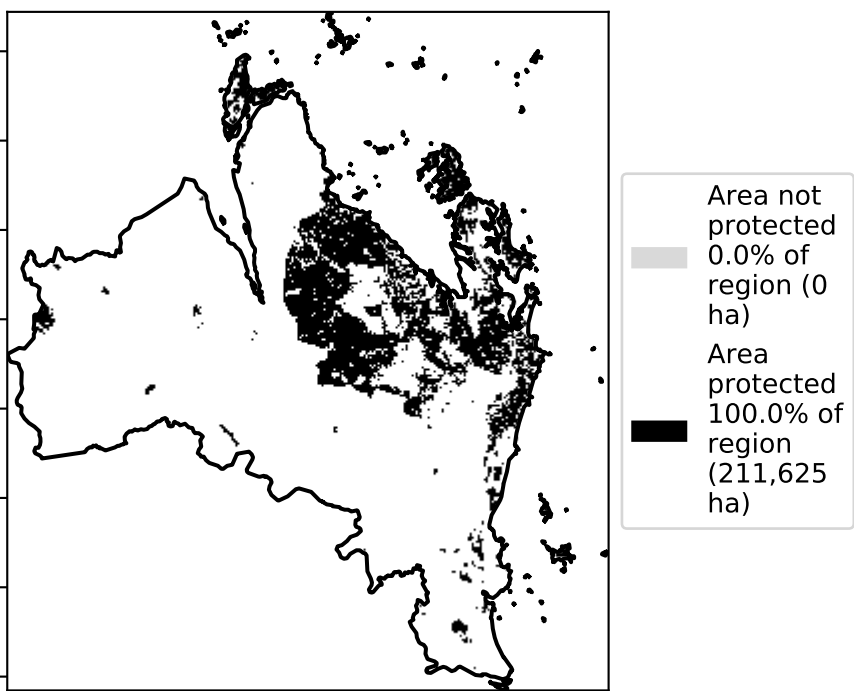 Area not
protected
0.0% of
region (0
ha)
Area
protected
100.0% of
region
(211,625
ha)